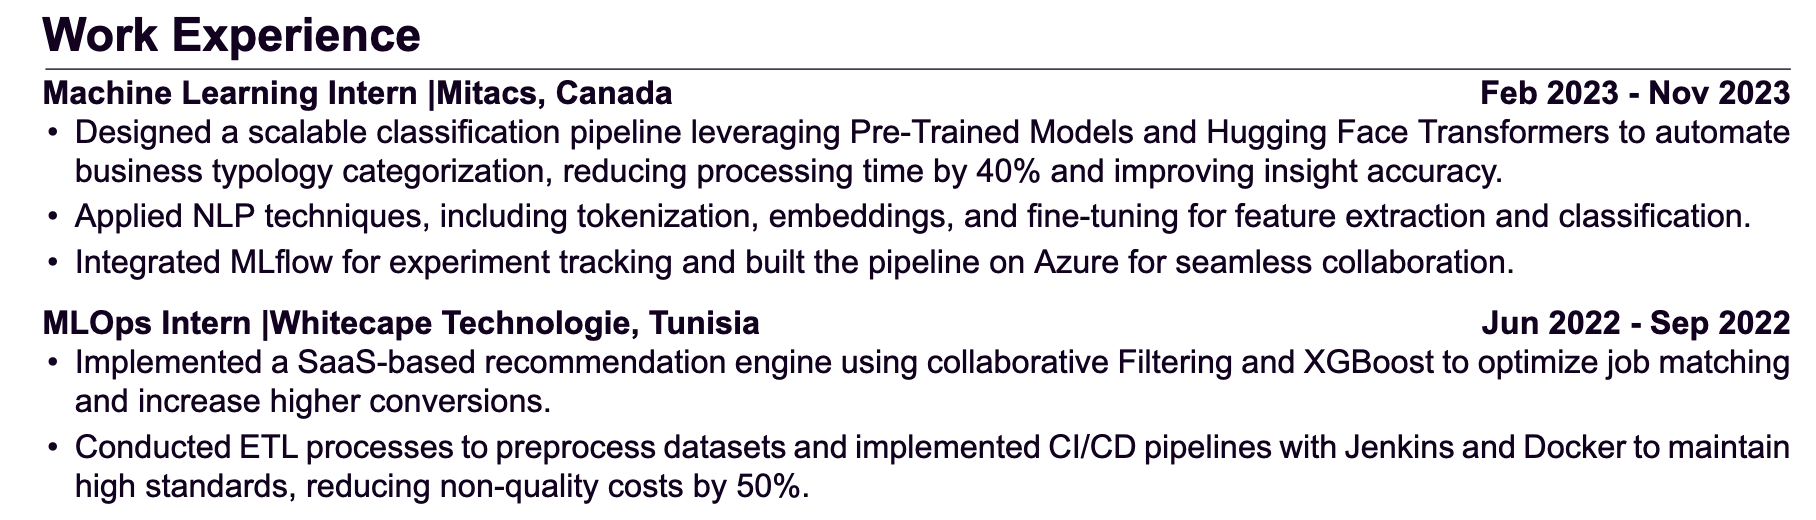 Work Experience
Machine Learning Intern |Mitacs, Canada Feb 2023 - Nov 2023
• Designed a scalable classification pipeline leveraging Pre-Trained Models and Hugging Face Transformers to automate
business typology categorization, reducing processing time by 40% and improving insight accuracy.
• Applied NLP techniques, including tokenization, embeddings, and fine-tuning for feature extraction and classification.
• Integrated MLflow for experiment tracking and built the pipeline on Azure for seamless collaboration.
MLOps Intern |Whitecape Technologie, Tunisia Jun 2022 - Sep 2022
• Implemented a SaaS-based recommendation engine using collaborative Filtering and XGBoost to optimize job matching
and increase higher conversions.
• Conducted ETL processes to preprocess datasets and implemented CI/CD pipelines with Jenkins and Docker to maintain
high standards, reducing non-quality costs by 50%.